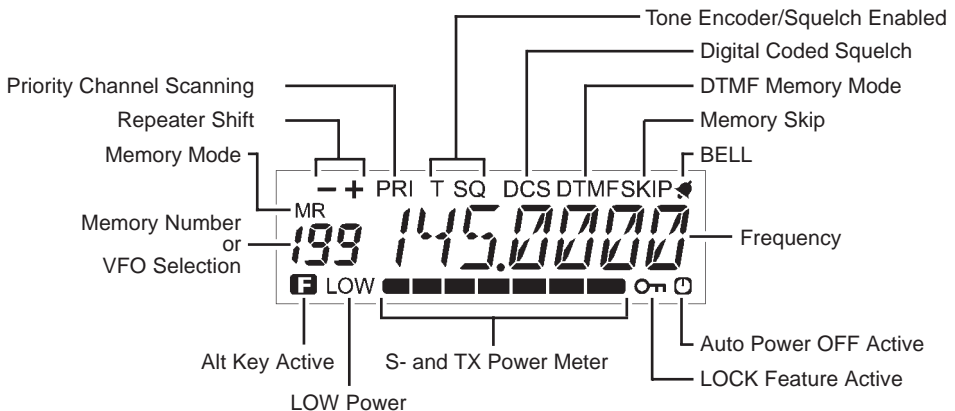 Tone Encoder/Squelch Enabled
Digital Coded Squelch
Priority Channel Scanning
DTMF Memory Mode
Repeater Shift
Memory Skip
Memory Mode
BELL
− + PRI T SQ DCS DTMF SKIP
MR
Memory Number
or
VFO Selection
199 145.0000
Frequency
F LOW
Alt Key Active
S- and TX Power Meter
Auto Power OFF Active
LOCK Feature Active
LOW Power